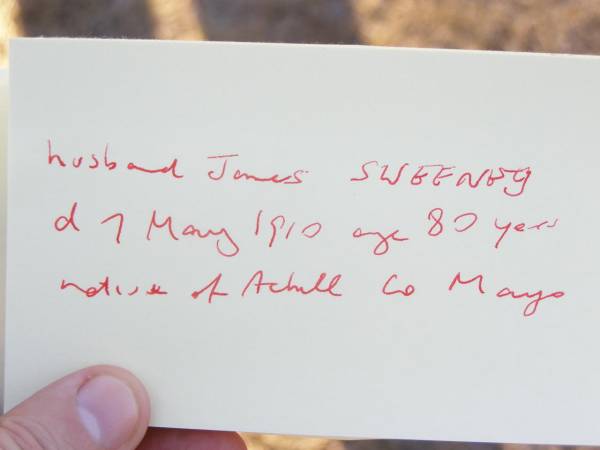 husband James SWEENEY
d 7 May 1910 age 80 years
native of Achill Co Mayo